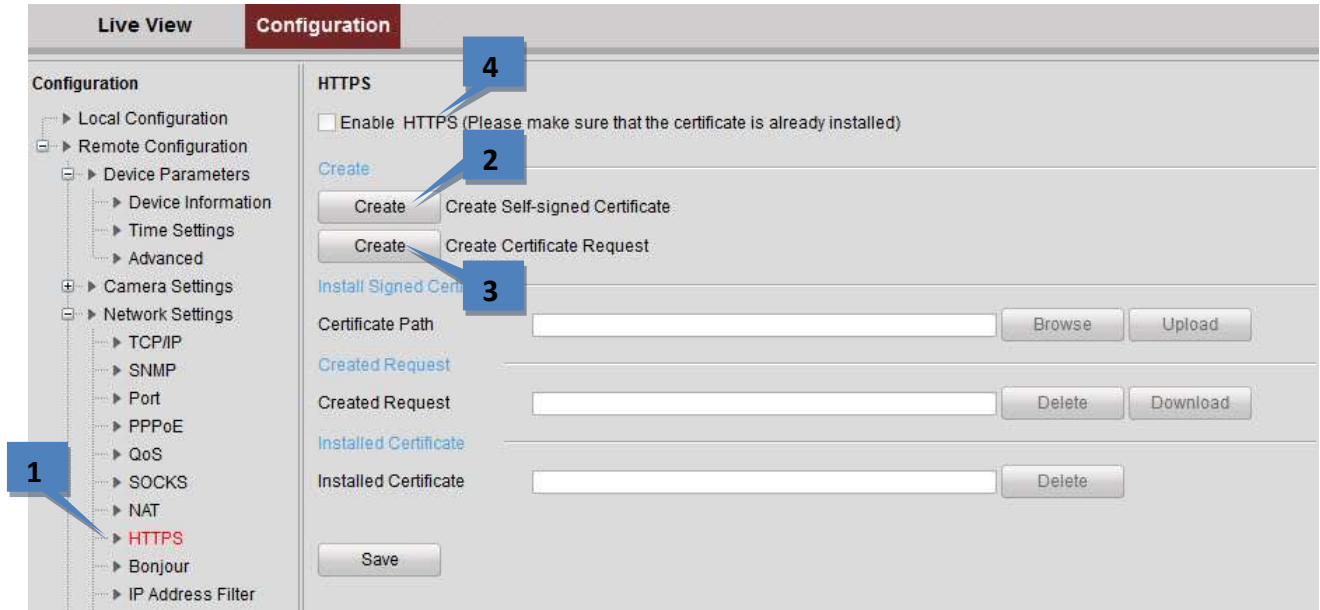 Live View Configuration
4
Configuration
HTTPS
Local Configuration
Enable HTTPS (Please make sure that the certificate is already installed)
Remote Configuration
2
Device Parameters
Create
Device Information
Create Create Self-signed Certificate
Time Settings
Create Create Certificate Request
Advanced
3
Camera Settings
Install Signed Certi
Network Settings
Certificate Path Browse Upload
TCP/IP
SNMP
Created Request
Port
Created Request Delete Download
PPPoE
QoS
Installed Certificate
1
SOCKS
Installed Certificate Delete
NAT
HTTPS
Bonjour
Save
IP Address Filter